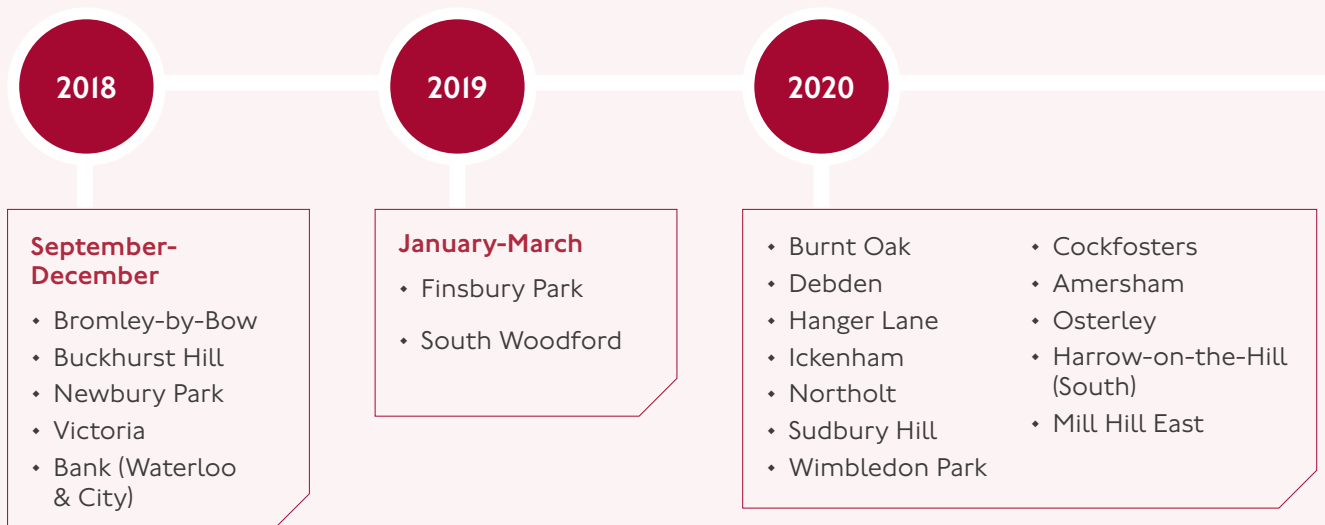 2018
September-
December
• Bromley-by-Bow
• Buckhurst Hill
• Newbury Park
• Victoria
• Bank (Waterloo
& City)
2019
January-March
• Finsbury Park
• South Woodford
2020
• Burnt Oak
• Debden
• Hanger Lane
• Ickenham
• Northolt
• Sudbury Hill
• Wimbledon Park
• Cockfosters
• Amersham
• Osterley
• Harrow-on-the-Hill
(South)
• Mill Hill East